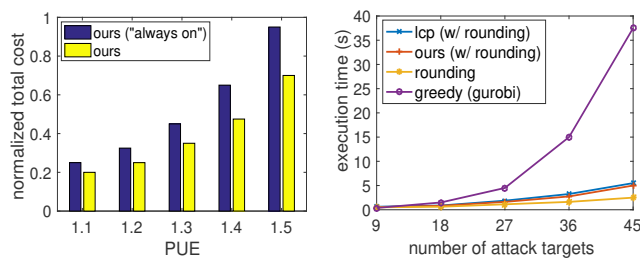 normalized total cost
1
0.8
0.6
0.4
0.2
0
ours ("always on")
ours
1.1 1.2 1.3 1.4 1.5
PUE
execution time (s)
40
35
30
25
20
15
10
5
0
lcp (w/ rounding)
ours (w/ rounding)
rounding
greedy (gurobi)
9 18 27 36 45
number of attack targets